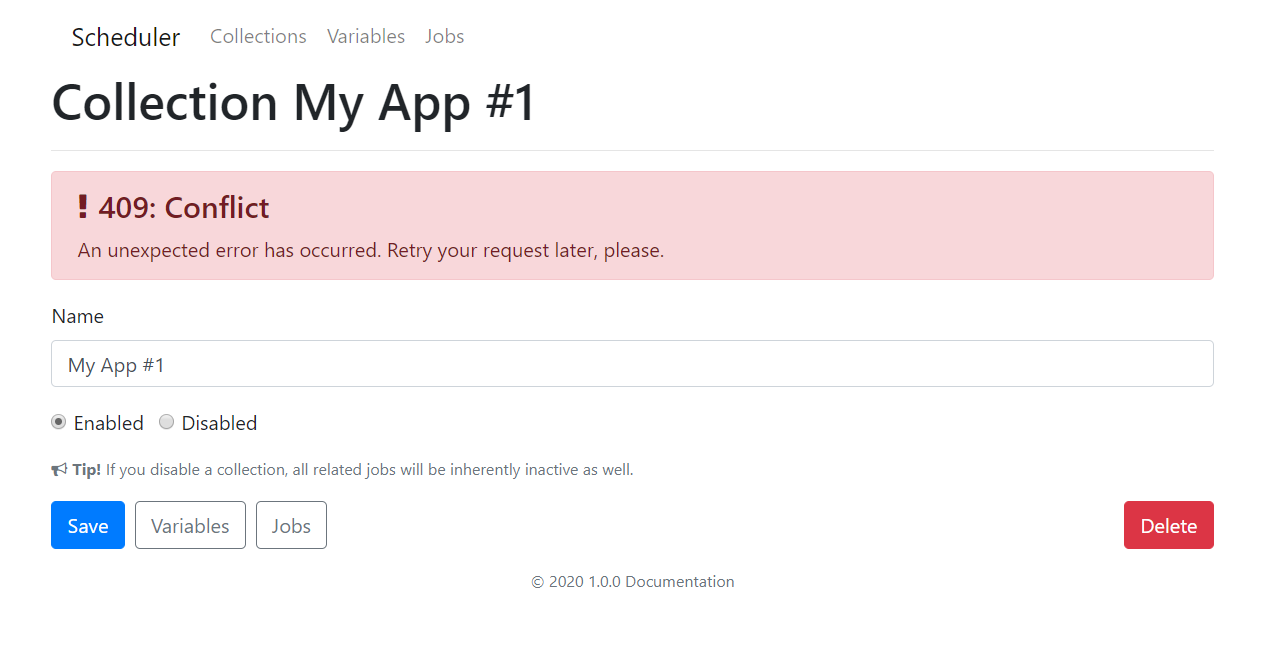 Scheduler Collections Variables Jobs
Collection My App #1
! 409: Conflict
An unexpected error has occurred. Retry your request later, please.
Name
My App #1
Enabled Disabled
Tip! If you disable a collection, all related jobs will be inherently inactive as well.
Save Variables Jobs Delete
© 2020 1.0.0 Documentation